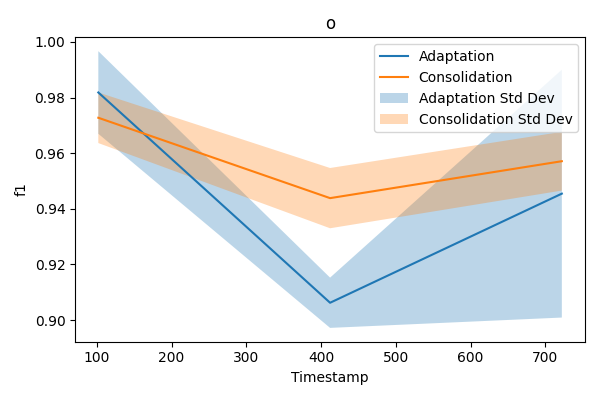 o
1.00
0.98
0.96
0.94
0.92
0.90
f1
Adaptation
Consolidation
Adaptation Std Dev
Consolidation Std Dev
100
200
300
400
500
600
700
Timestamp